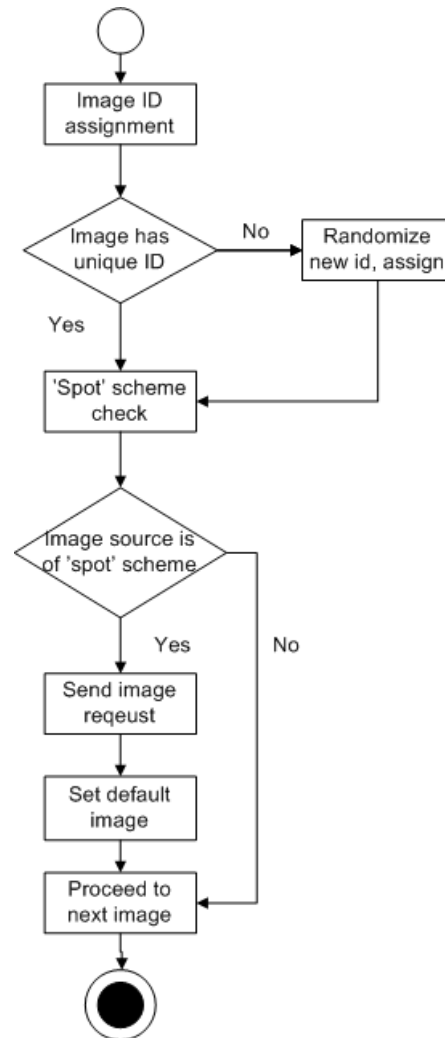 Image ID
assignment
Image has
unique ID
No
Randomize
new id, assign
Yes
'Spot' scheme
check
Image source is
of 'spot' scheme
Yes
No
Send image
reqeust
Set default
image
Proceed to
next image